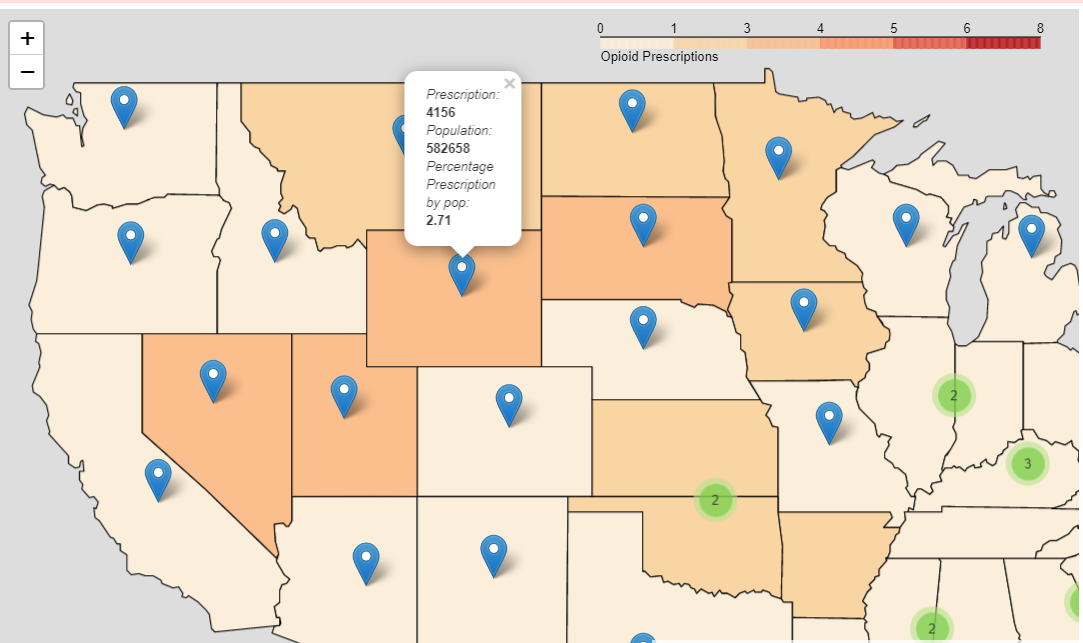 +
−
0 1 3 4 5 6 8
Opioid Prescriptions
×
Prescription:
4156
Population:
582658
Percentage
Prescription
by pop:
2.71
2
3
2
2